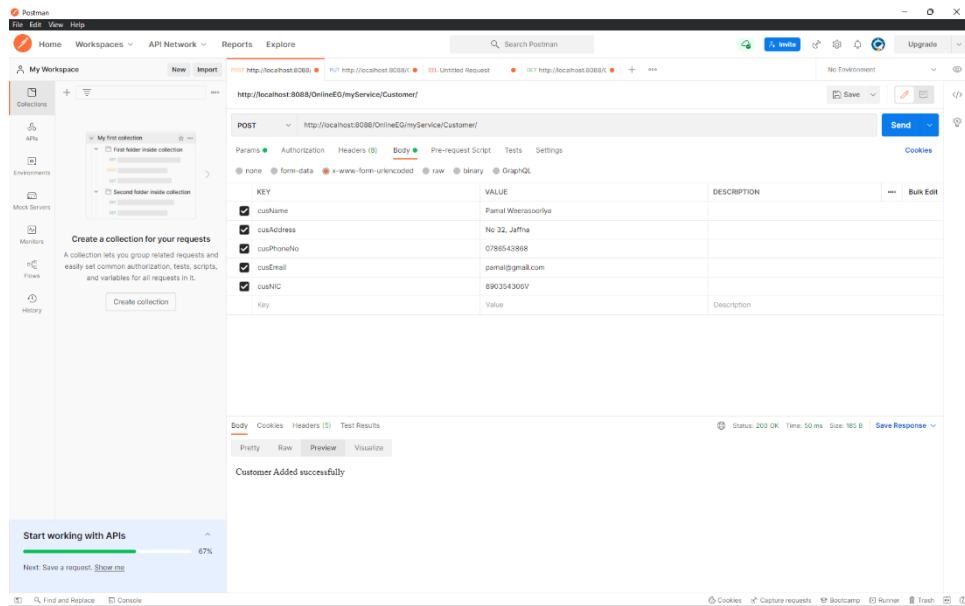 Postman
File Edit View Help
Home Workspaces API Network Reports Explore Search Postman Invite Upgrade
My Workspace New Import
POST http://localhost:8088/ PUT http://localhost:8088/C DEL Untitled Request GET http://localhost:8088/C No Environment
Collections
APIs
Environments
Mock Servers
Monitors
Flows
History
My first collection
First folder inside collection
Second folder inside collection
Create a collection for your requests
A collection lets you group related requests and
easily set common authorization, tests, scripts,
and variables for all requests in it.
Create collection
Start working with APIs
67%
Next: Save a request. Show me
http://localhost:8088/OnlineEG/myService/Customer/ Save
POST http://localhost:8088/OnlineEG/myService/Customer/ Send
Params Authorization Headers (8) Body Pre-request Script Tests Settings Cookies
none form-data x-www-form-urlencoded raw binary GraphQL
KEY VALUE DESCRIPTION Bulk Edit
cusName Pamal Weerasooriya
cusAddress No 32, Jaffna
cusPhoneNo 0786543868
cusEmail pamal@gmail.com
cusNIC 890354306V
Key Value Description
Body Cookies Headers (5) Test Results Status: 200 OK Time: 50 ms Size: 185 B Save Response
Pretty Raw Preview Visualize
Customer Added successfully
Find and Replace Console Cookies Capture requests Bootcamp Runner Trash